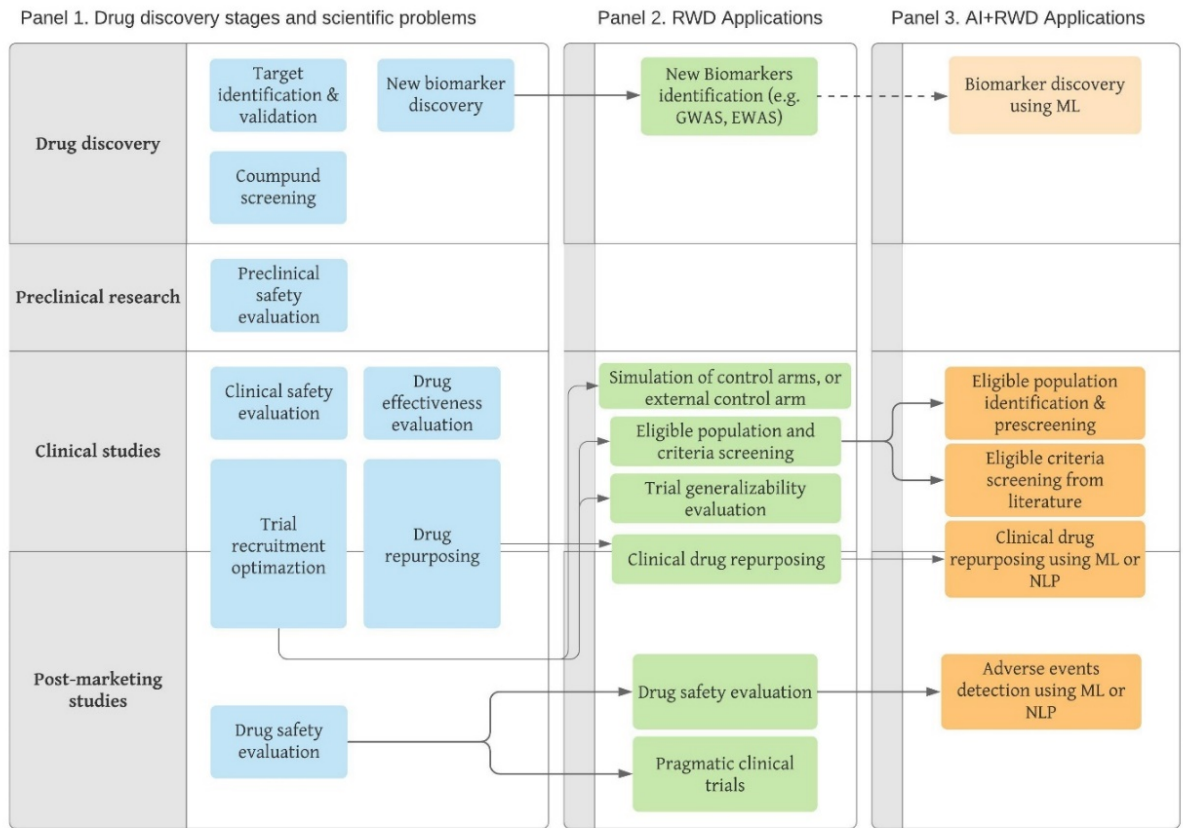 Panel 1. Drug discovery stages and scientific problems
Panel 2. RWD Applications
Panel 3. AI+RWD Applications
Drug discovery
Target
identification &
validation
New biomarker
discovery
Coumpund
screening
New Biomarkers
identification (e.g.
GWAS, EWAS)
Biomarker discovery
using ML
Preclinical research
Preclinical
safety
evaluation
Clinical studies
Clinical safety
evaluation
Drug
effectiveness
evaluation
Trial
recruitment
optimaztion
Drug
repurposing
Simulation of control arms, or
external control arm
Eligible population and
criteria screening
Trial generalizability
evaluation
Clinical drug repurposing
Eligible population
identification &
prescreening
Eligible criteria
screening from
literature
Clinical drug
repurposing using ML or
NLP
Post-marketing
studies
Drug safety
evaluation
Drug safety evaluation
Pragmatic clinical
trials
Adverse events
detection using ML or
NLP